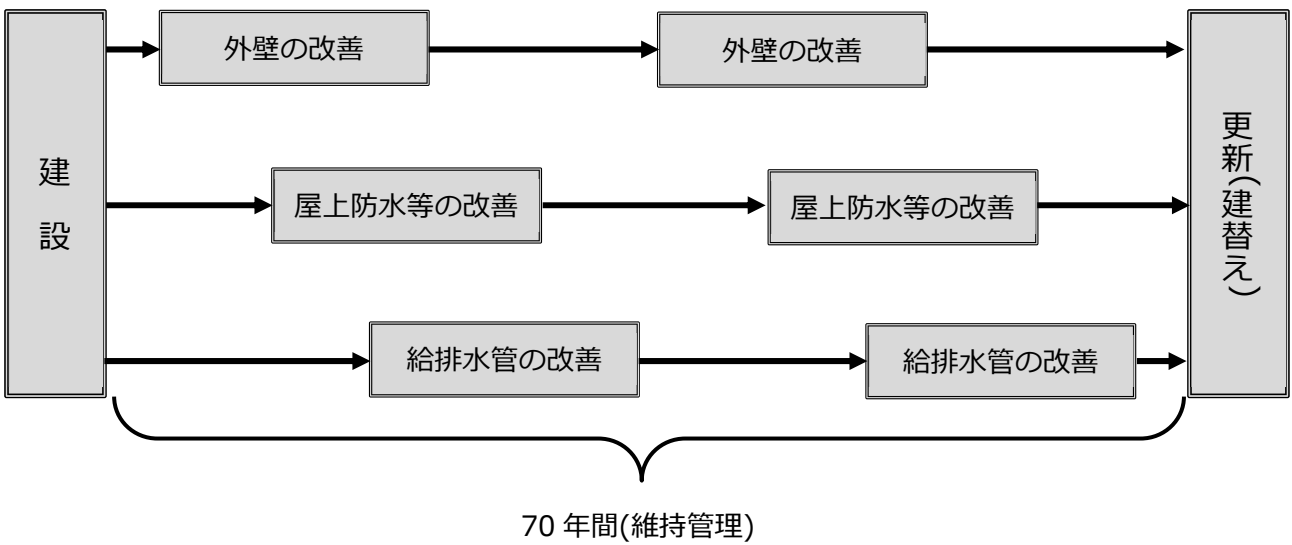 建設
外壁の改善
外壁の改善
屋上防水等の改善
屋上防水等の改善
給排水管の改善
給排水管の改善
更新(建替え)
70 年間(維持管理)